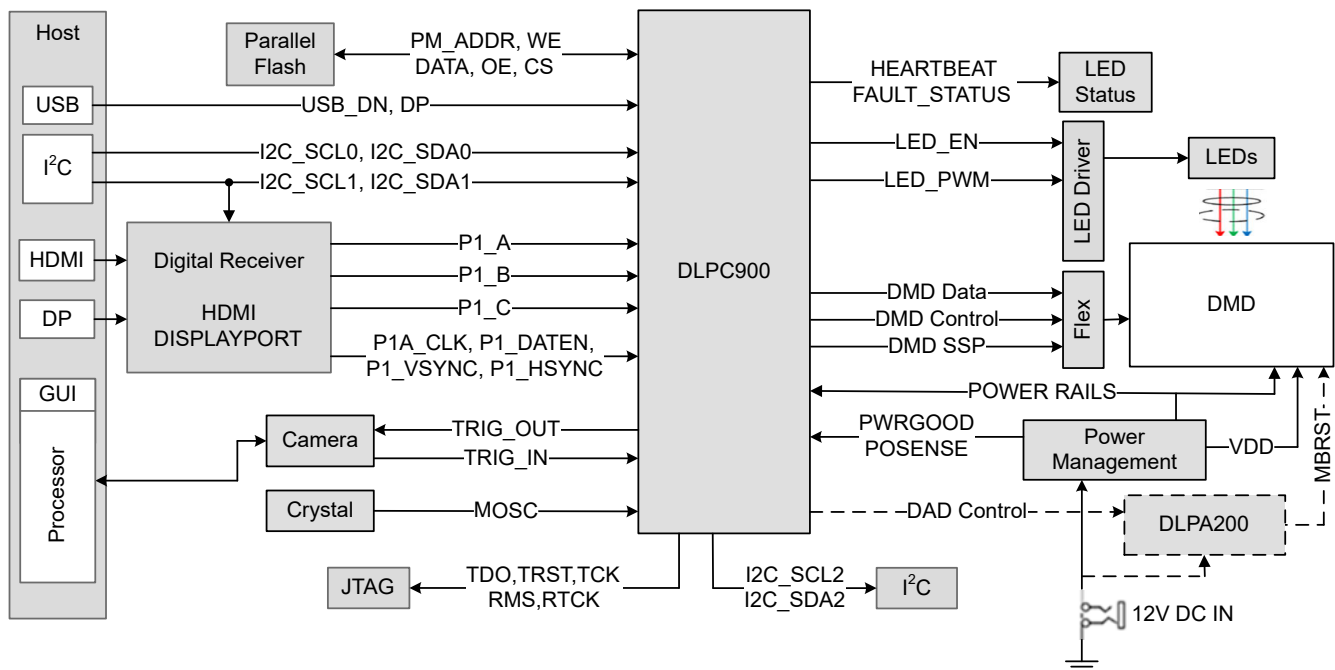 Host
Parallel
Flash
PM_ADDR, WE
DATA, OE, CS
HEARTBEAT
FAULT_STATUS
LED
Status
USB
USB_DN, DP
I²C
I2C_SCL0, I2C_SDA0
I2C_SCL1, I2C_SDA1
LED_EN
LED_PWM
LED Driver
LEDs
HDMI
DP
Digital Receiver
HDMI
DISPLAYPORT
P1_A
P1_B
P1_C
P1A_CLK, P1_DATEN,
P1_VSYNC, P1_HSYNC
DLPC900
DMD Data
DMD Control
DMD SSP
Flex
DMD
GUI
Processor
Camera
TRIG_OUT
TRIG_IN
Crystal
MOSC
POWER RAILS
PWRGOOD
POSENSE
Power
Management
VDD
MBRST
DAD Control
DLPA200
JTAG
TDO,TRST,TCK
RMS,RTCK
I2C_SCL2
I2C_SDA2
I²C
12V DC IN